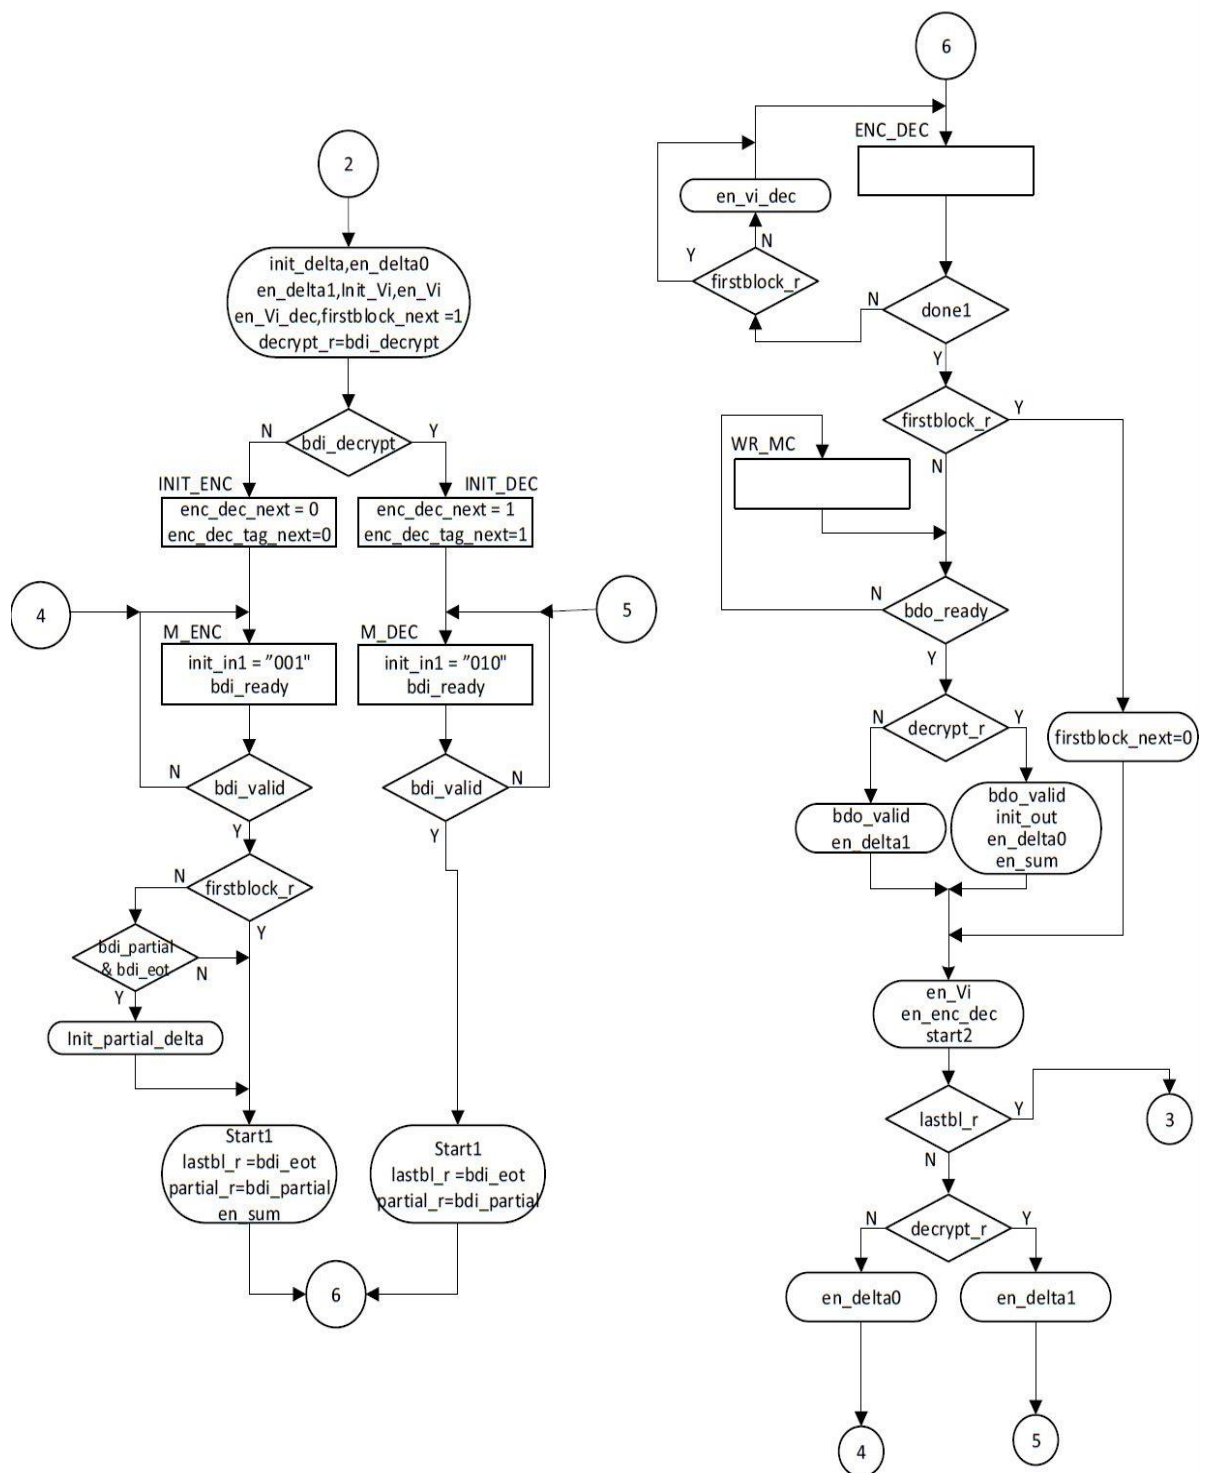 2
init_delta,en_delta0
en_delta1,Init_Vi,en_Vi
en_Vi_dec,firstblock_next =1
decrypt_r=bdi_decrypt
N
bdi_decrypt
Y
INIT_ENC
enc_dec_next = 0
enc_dec_tag_next=0
INIT_DEC
enc_dec_next = 1
enc_dec_tag_next=1
4
5
M_ENC
init_in1 = ”001"
bdi_ready
M_DEC
init_in1 = ”010"
bdi_ready
N
bdi_valid
Y
bdi_valid
N
Y
N
firstblock_r
Y
bdi_partial
& bdi_eot
N
Y
Init_partial_delta
Start1
lastbl_r =bdi_eot
partial_r=bdi_partial
en_sum
Start1
lastbl_r =bdi_eot
partial_r=bdi_partial
6
6
ENC_DEC
en_vi_dec
N
Y
firstblock_r
N
done1
Y
firstblock_r
Y
N
WR_MC
N
bdo_ready
Y
N
decrypt_r
Y
firstblock_next=0
bdo_valid
en_delta1
bdo_valid
init_out
en_delta0
en_sum
en_Vi
en_enc_dec
start2
lastbl_r
Y
3
N
N
decrypt_r
Y
en_delta0
en_delta1
4
5